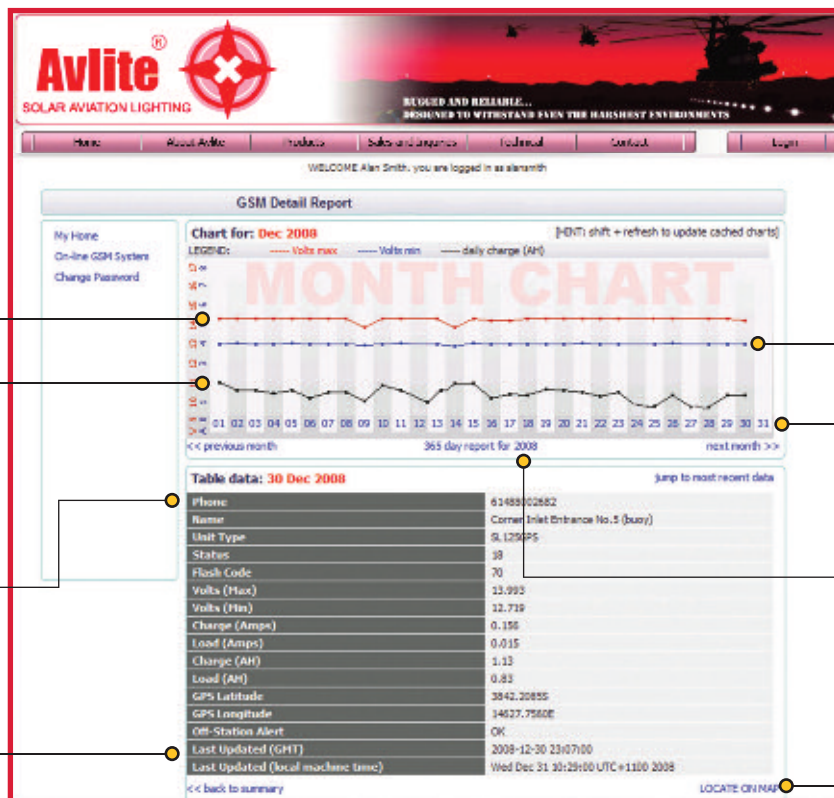 Avlite®
SOLAR AVIATION LIGHTING
RUGGED AND RELIABLE...
DESIGNED TO WITHSTAND EVEN THE HARSHEST ENVIRONMENTS
Home About Avlite Products Sales and Inquiries Technical Contact Login
WELCOME Alan Smith, you are logged in as alansmith
GSM Detail Report
My Home
On-line GSM System
Change Password
Chart for: Dec 2008 [HINT: shift + refresh to update cached charts]
LEGEND: ----- Volts max ----- Volts min ----- daily charge (AH)
MONTH CHART
01 02 03 04 05 06 07 08 09 10 11 12 13 14 15 16 17 18 19 20 21 22 23 24 25 26 27 28 29 30 31
<< previous month 365 day report for 2008 next month >>
Table data: 30 Dec 2008 jump to most recent data
Phone
Name Corner Inlet Entrance No.5 (buoy)
Unit Type SL125GPS
Status 18
Flash Code 70
Volts (Max) 13.993
Volts (Min) 12.719
Charge (Amps) 0.156
Load (Amps) 0.015
Charge (AH) 1.13
Load (AH) 0.83
GPS Latitude 3842.2085S
GPS Longitude 14627.7560E
Off-Station Alert OK
Last Updated (GMT) 2008-12-30 23:07:00
Last Updated (local machine time) Wed Dec 31 10:29:00 UTC+1100 2008
<< back to summary LOCATE ON MAP